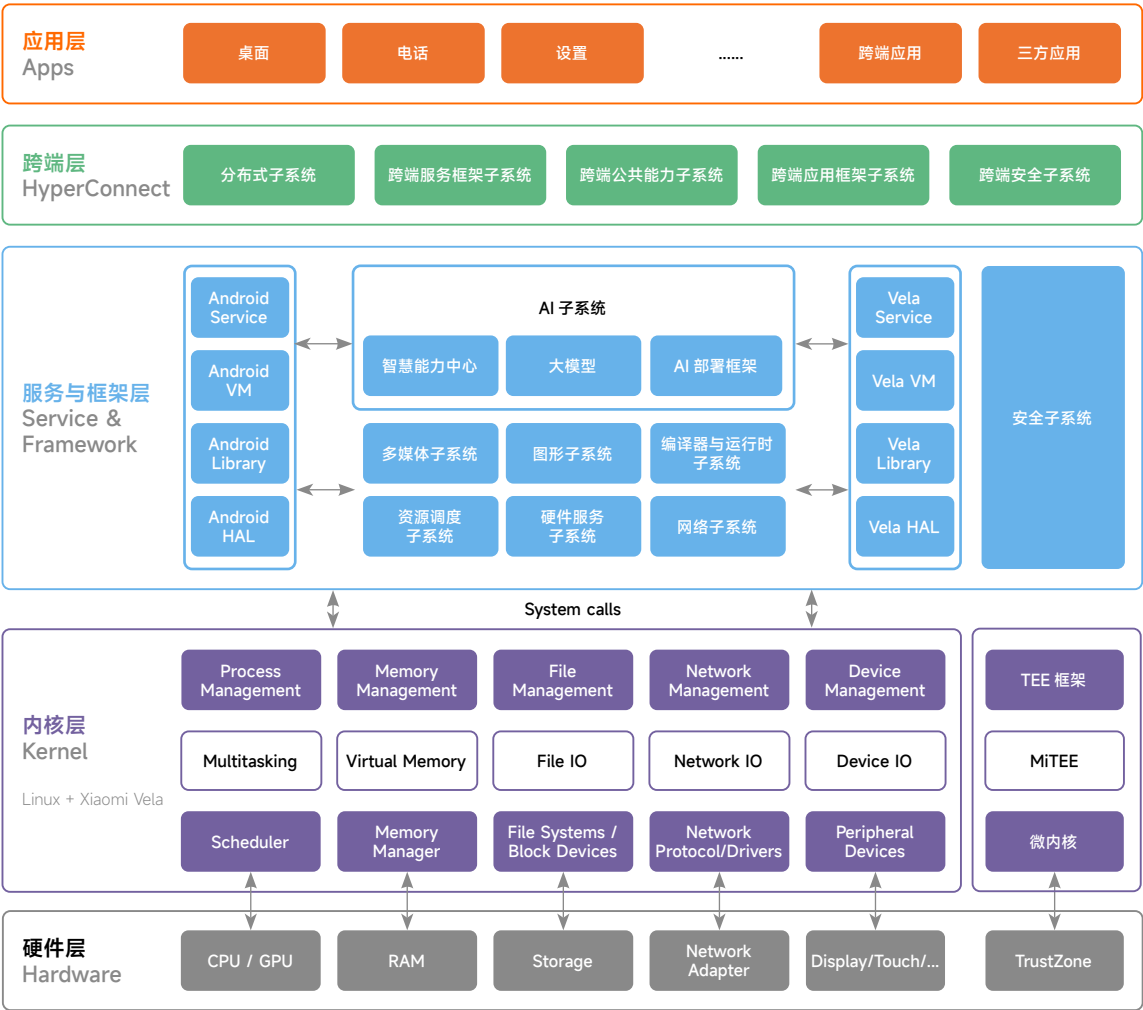 应用层
Apps
桌面
电话
设置
......
跨端应用
三方应用
跨端层
HyperConnect
分布式子系统
跨端服务框架子系统
跨端公共能力子系统
跨端应用框架子系统
跨端安全子系统
服务与框架层
Service &
Framework
Android
Service
Android
VM
Android
Library
Android
HAL
AI 子系统
智慧能力中心
大模型
AI 部署框架
多媒体子系统
图形子系统
编译器与运行时
子系统
资源调度
子系统
硬件服务
子系统
网络子系统
Vela
Service
Vela VM
Vela
Library
Vela HAL
安全子系统
System calls
内核层
Kernel
Linux + Xiaomi Vela
Process
Management
Memory
Management
File
Management
Network
Management
Device
Management
Multitasking
Virtual Memory
File IO
Network IO
Device IO
Scheduler
Memory
Manager
File Systems /
Block Devices
Network
Protocol/Drivers
Peripheral
Devices
TEE 框架
MiTEE
微内核
硬件层
Hardware
CPU / GPU
RAM
Storage
Network
Adapter
Display/Touch/...
TrustZone